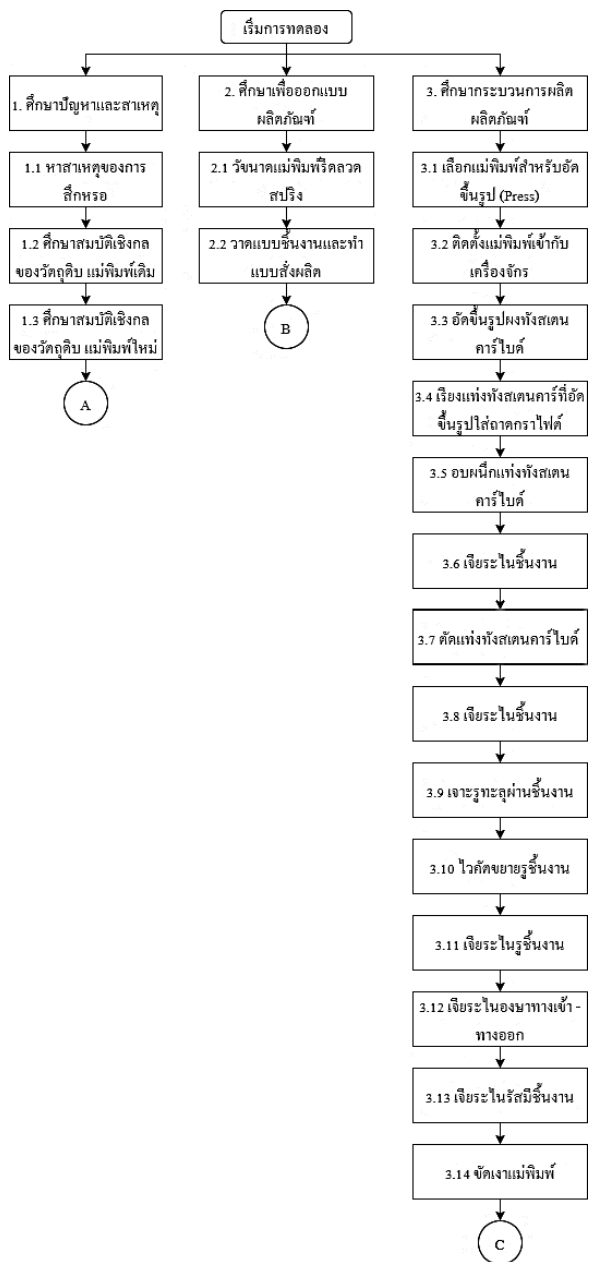 เริ่มการทดลอง
1. ศึกษาปัญหาและสาเหตุ
1.1 หาสาเหตุของการ
สึกหรอ
1.2 ศึกษาสมบัติเชิงกล
ของวัตถุดิบ แม่พิมพ์เดิม
1.3 ศึกษาสมบัติเชิงกล
ของวัตถุดิบ แม่พิมพ์ใหม่
A
2. ศึกษาเพื่อออกแบบ
ผลิตภัณฑ์
2.1 วัขนาดแม่พิมพ์รีดลวด
สปริง
2.2 วาดแบบชิ้นงานและทำ
แบบสั่งผลิต
B
3. ศึกษากระบวนการผลิต
ผลิตภัณฑ์
3.1 เลือกแม่พิมพ์สำหรับอัด
ขึ้นรูป (Press)
3.2 ติดตั้งแม่พิมพ์เข้ากับ
เครื่องจักร
3.3 อัดขึ้นรูปผงทังสเตน
คาร์ไบด์
3.4 เรียงแท่งทังสเตนคาร์ที่อัด
ขึ้นรูปใส่ถาดกราไฟต์
3.5 อบผนึกแท่งทังสเตน
คาร์ไบด์
3.6 เจียระไนชิ้นงาน
3.7 ตัดแท่งทังสเตนคาร์ไบด์
3.8 เจียระไนชิ้นงาน
3.9 เจาะรูทะลุผ่านชิ้นงาน
3.10 ไวคัตขยายรูชิ้นงาน
3.11 เจียระไนรูชิ้นงาน
3.12 เจียระไนองษาทางเข้า -
ทางออก
3.13 เจียระไนรัสมีชิ้นงาน
3.14 ขัดเงาแม่พิมพ์
C